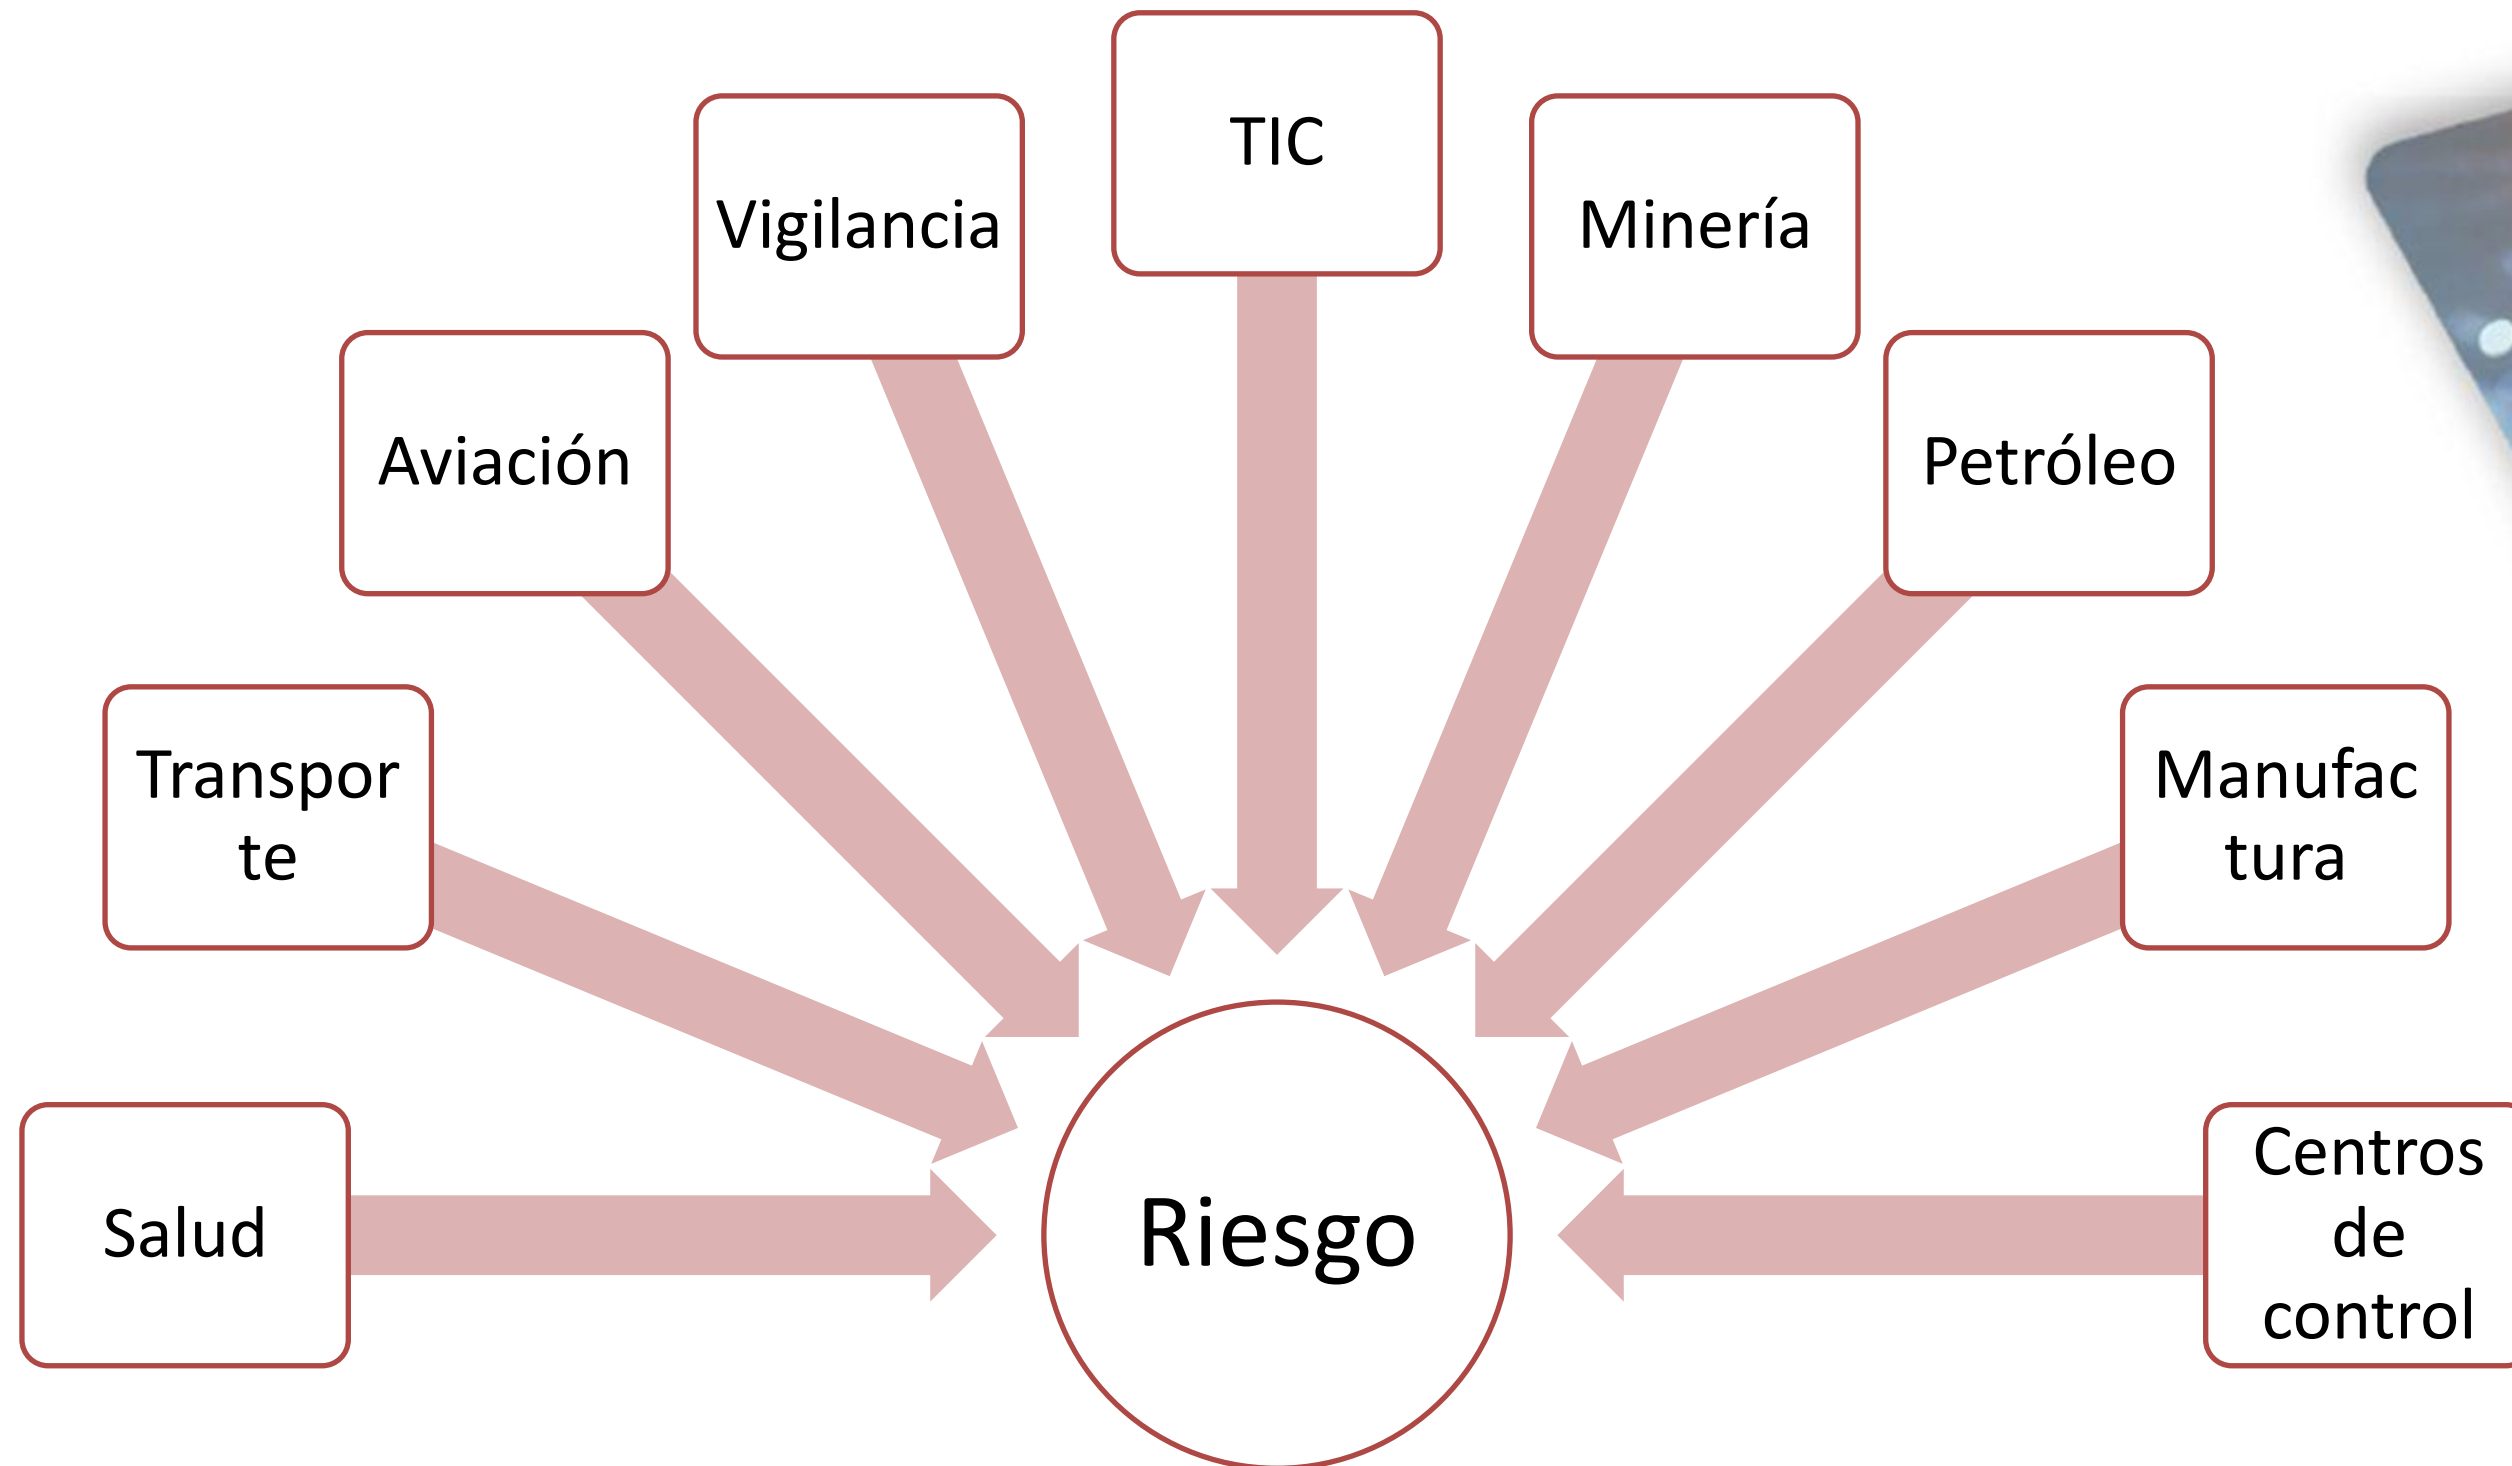 TIC
Vigilancia
Minería
Aviación
Petróleo
Transpor
te
Manufac
tura
Salud
Riesgo
Centros
de
control